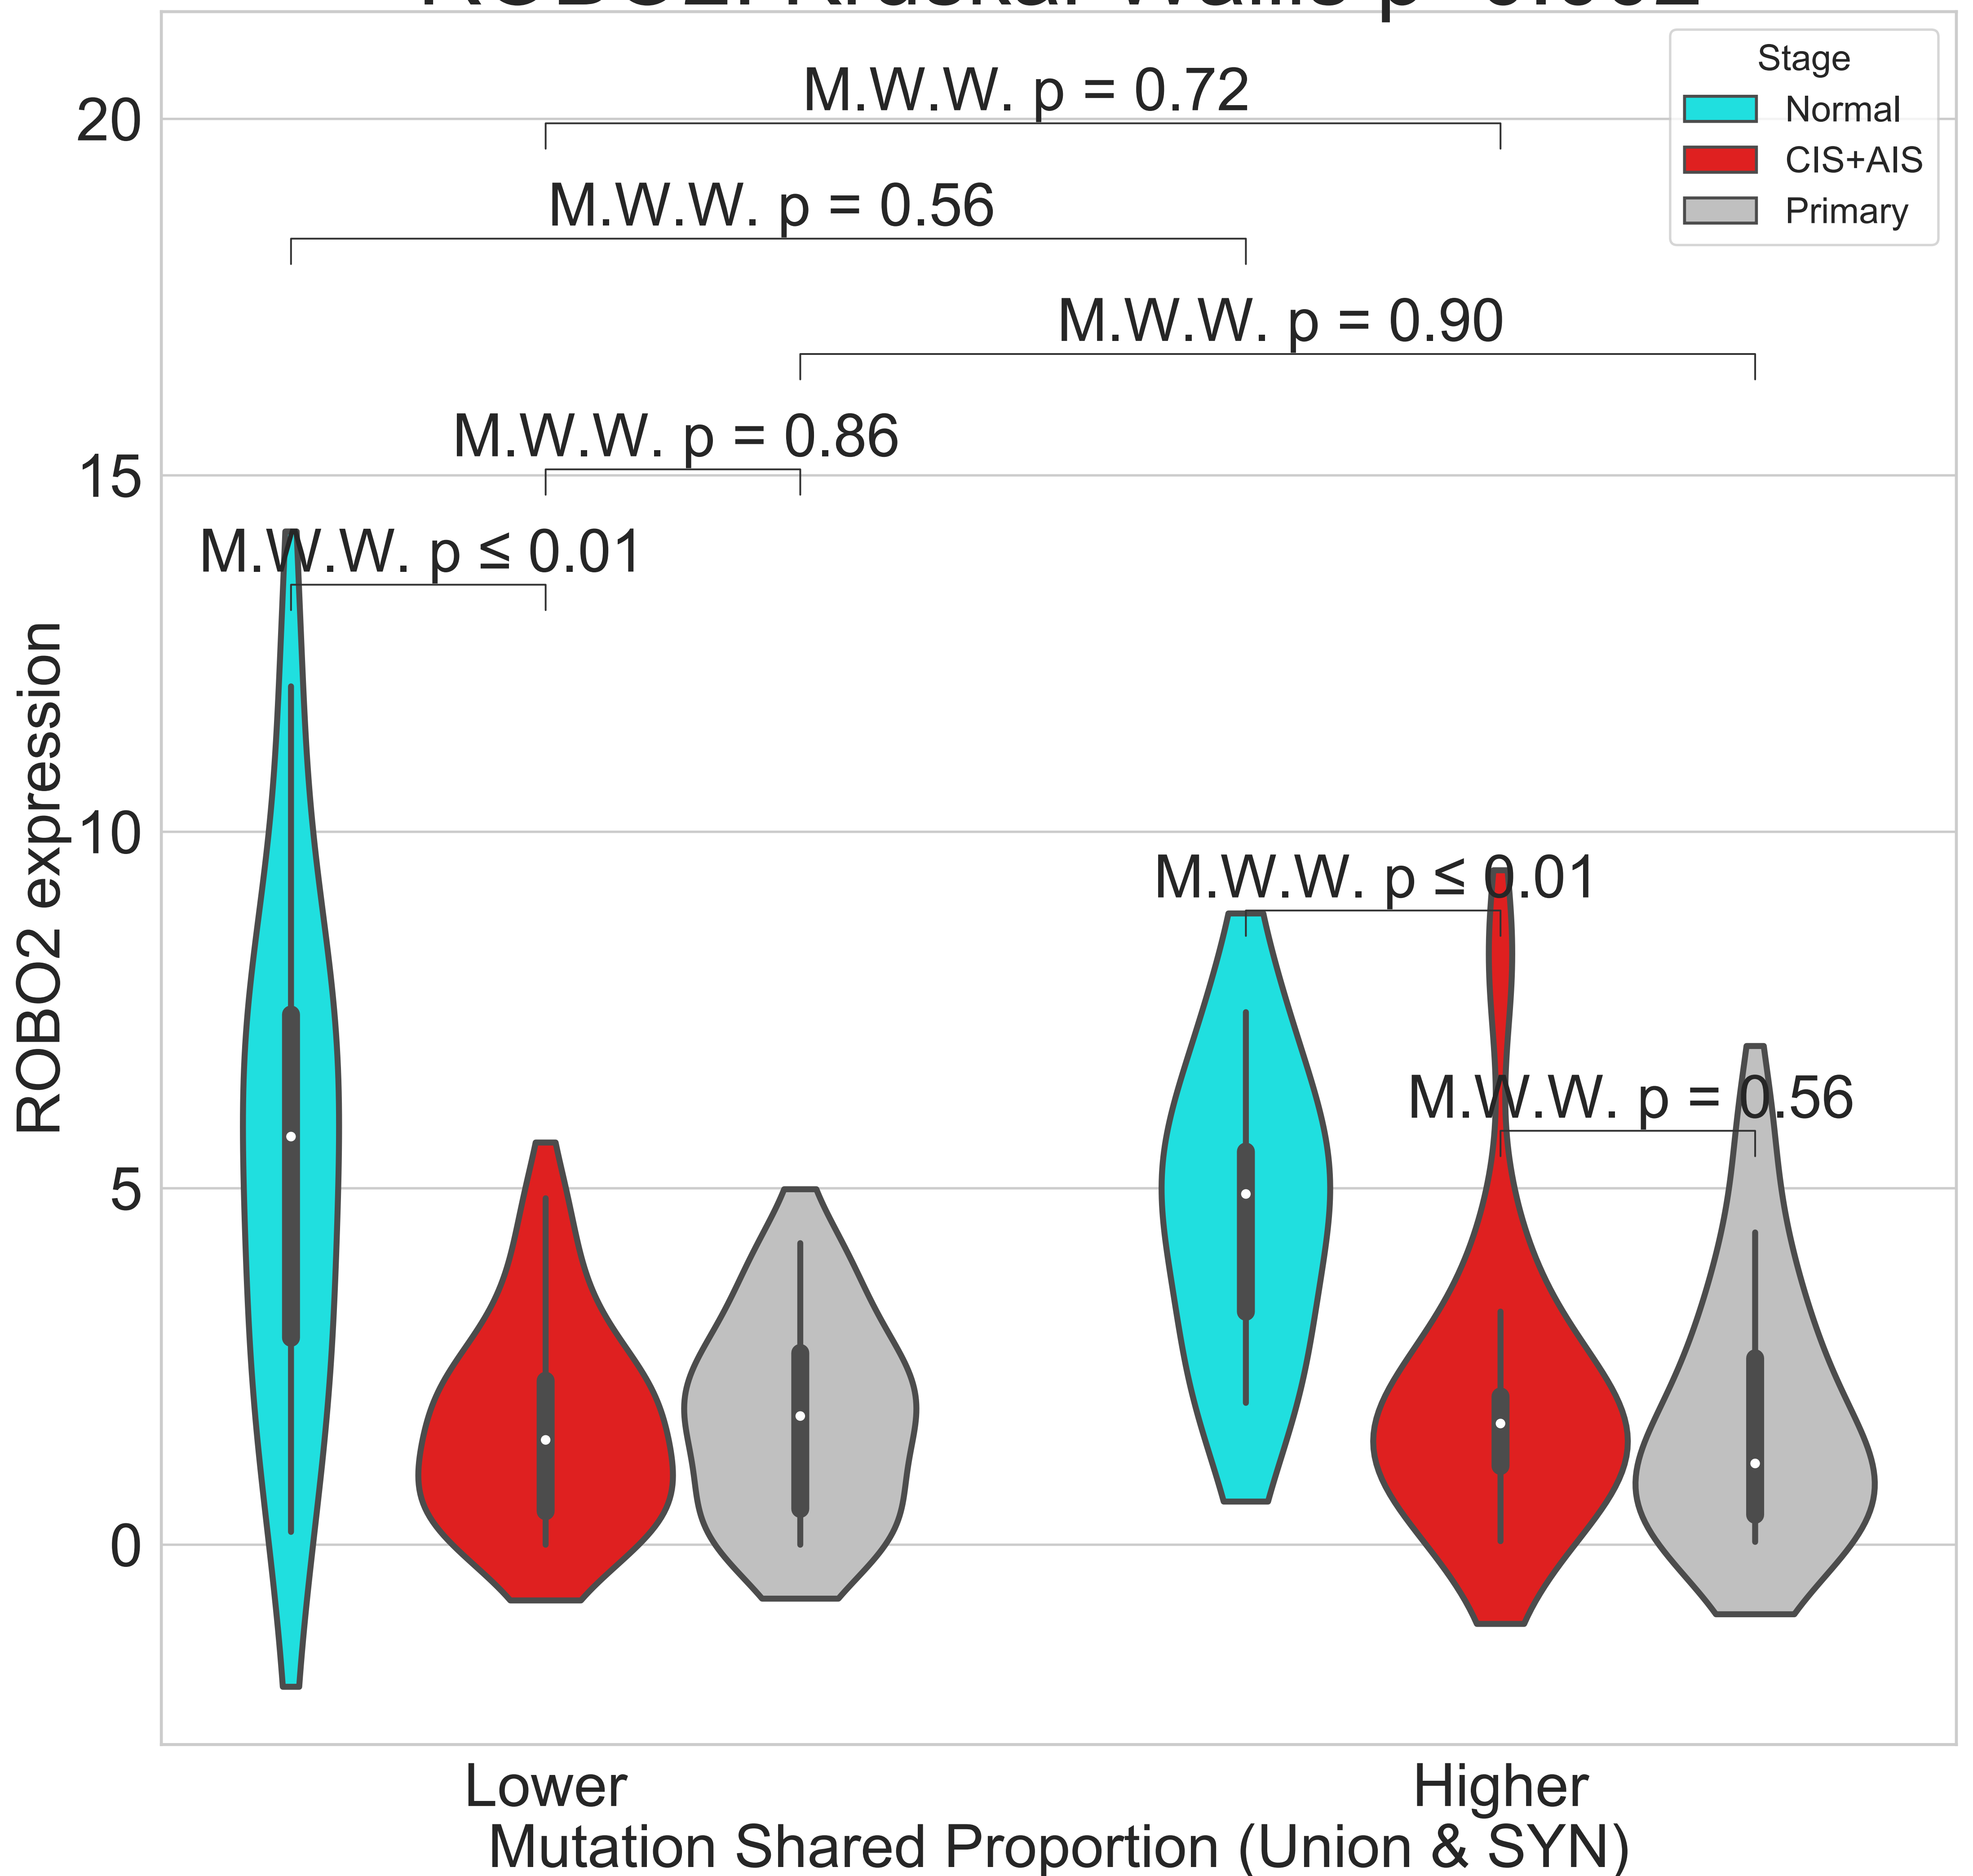 Stage
Normal
CIS+AIS
Primary
M.W.W. p = 0.72
M.W.W. p = 0.56
M.W.W. p = 0.90
M.W.W. p = 0.86
M.W.W. p ≤ 0.01
M.W.W. p ≤ 0.01
M.W.W. p = 0.56
20
15
10
5
0
ROBO2 expression
Lower
Higher
Mutation Shared Proportion (Union & SYN)